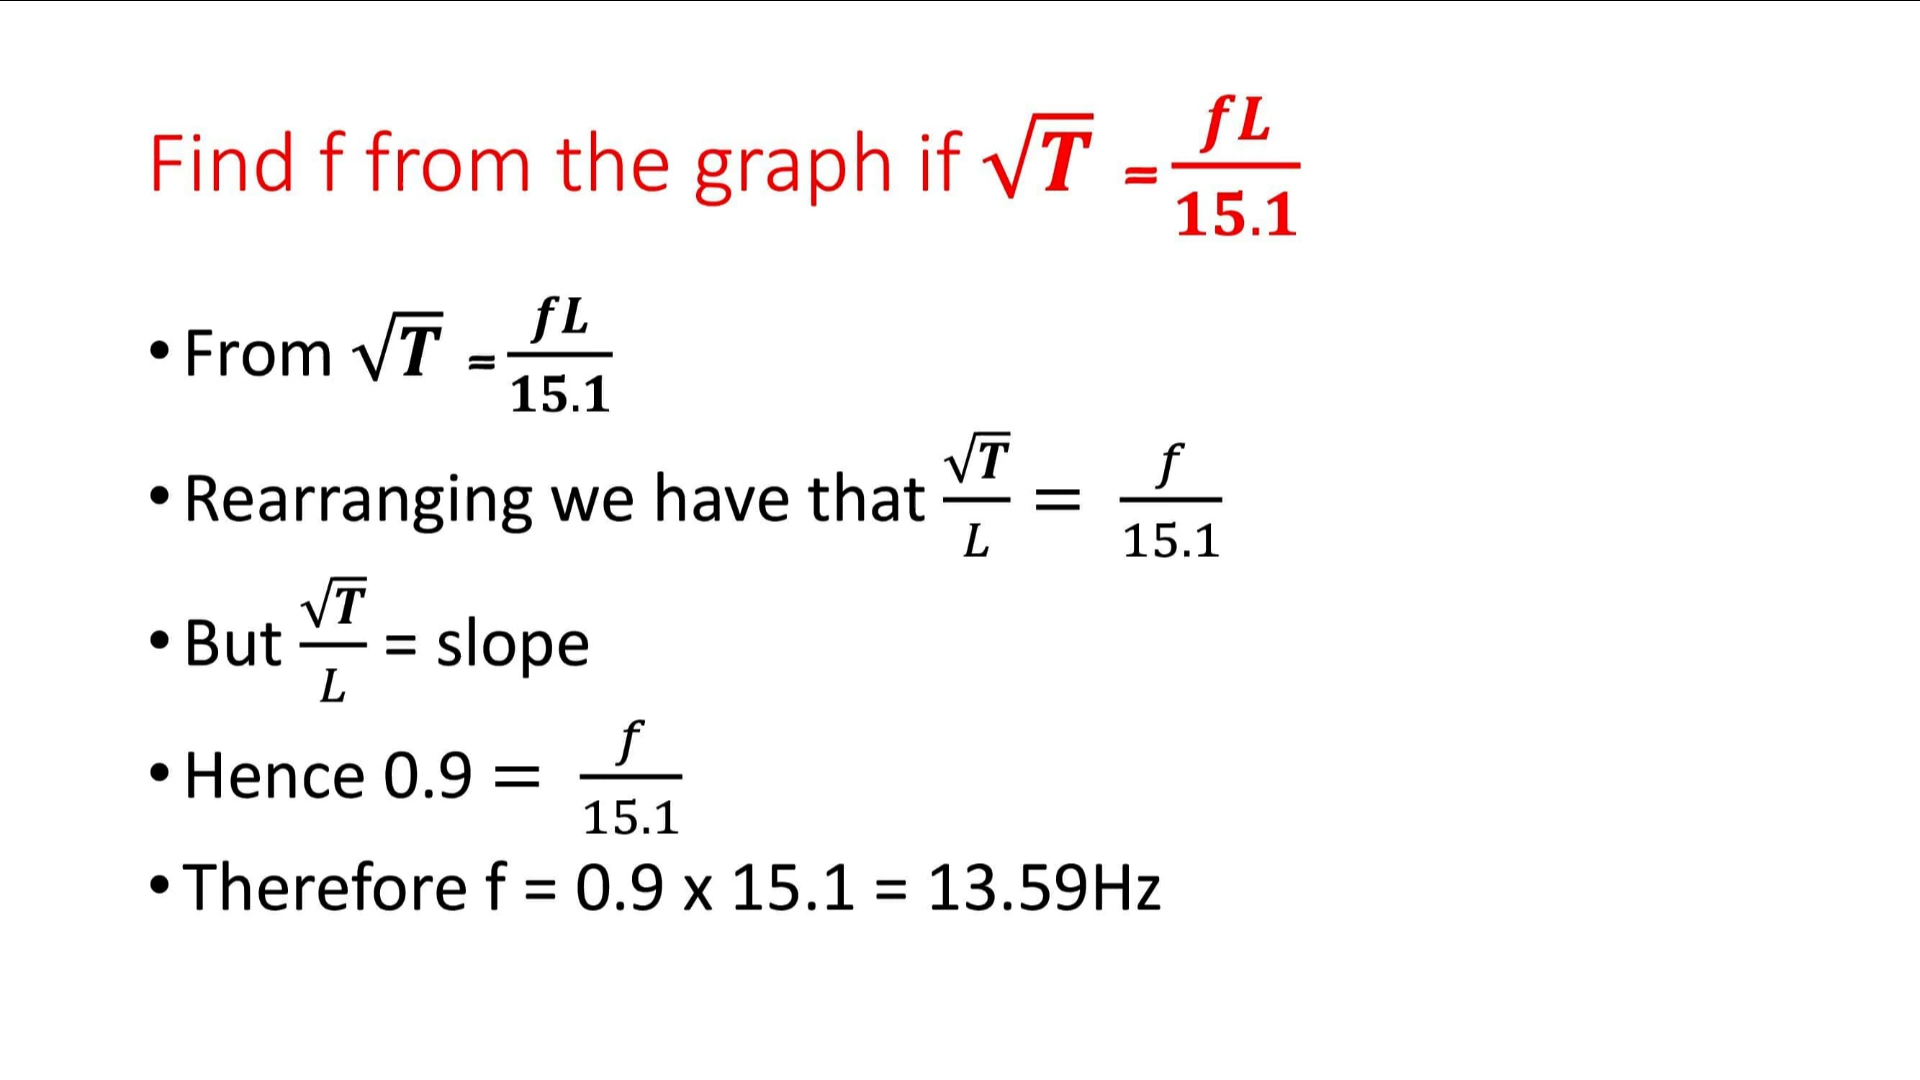 Find f from the graph if √T = fL/15.1
• From √T = fL/15.1
• Rearranging we have that √T/L = f/15.1
• But √T/L = slope
• Hence 0.9 = f/15.1
• Therefore f = 0.9 x 15.1 = 13.59Hz